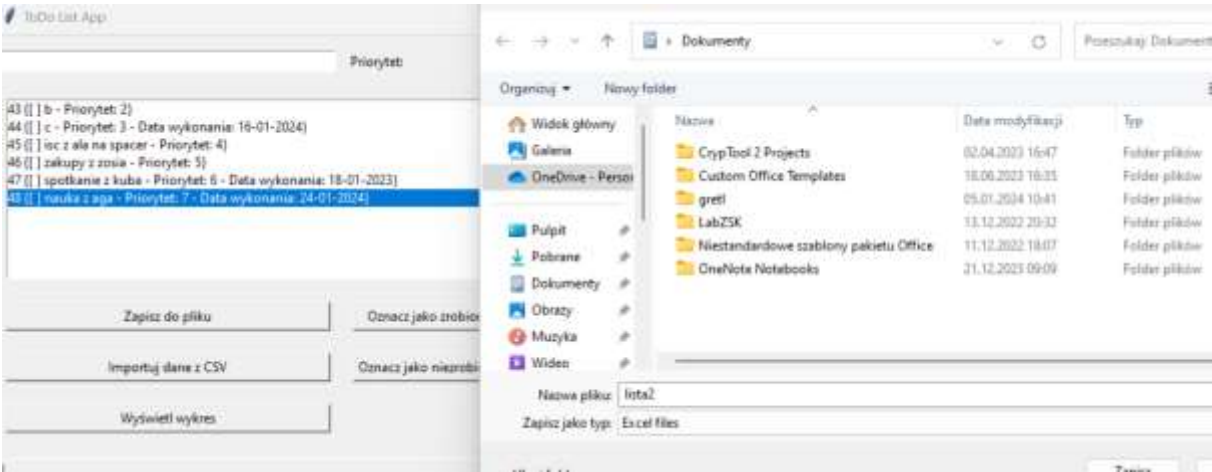 ToDo List App
Priorytet:
43 {[ ] b - Priorytet: 2}
44 {[ ] c - Priorytet: 3 - Data wykonania: 16-01-2024}
45 {[ ] isc z ala na spacer - Priorytet: 4}
46 {[ ] zakupy z zosia - Priorytet: 5}
47 {[ ] spotkanie z kuba - Priorytet: 6 - Data wykonania: 18-01-2023}
48 {[ ] nauka z aga - Priorytet: 7 - Data wykonania: 24-01-2024}
Zapisz do pliku
Oznacz jako zrobion
Importuj dane z CSV
Oznacz jako niezrobi
Wyświetl wykres
Dokumenty
Przeszukaj: Dokument
Organizuj
Nowy folder
Nazwa Data modyfikacji Typ
Widok główny
Galeria
OneDrive - Person
Pulpit
Pobrane
Dokumenty
Obrazy
Muzyka
Wideo
CrypTool 2 Projects 02.04.2023 16:47 Folder plików
Custom Office Templates 18.06.2023 16:35 Folder plików
gretl 05.01.2024 10:41 Folder plików
LabZSK 13.12.2022 20:32 Folder plików
Niestandardowe szablony pakietu Office 11.12.2022 18:07 Folder plików
OneNote Notebooks 21.12.2023 09:09 Folder plików
Nazwa pliku: lista2
Zapisz jako typ: Excel files
Zapisz